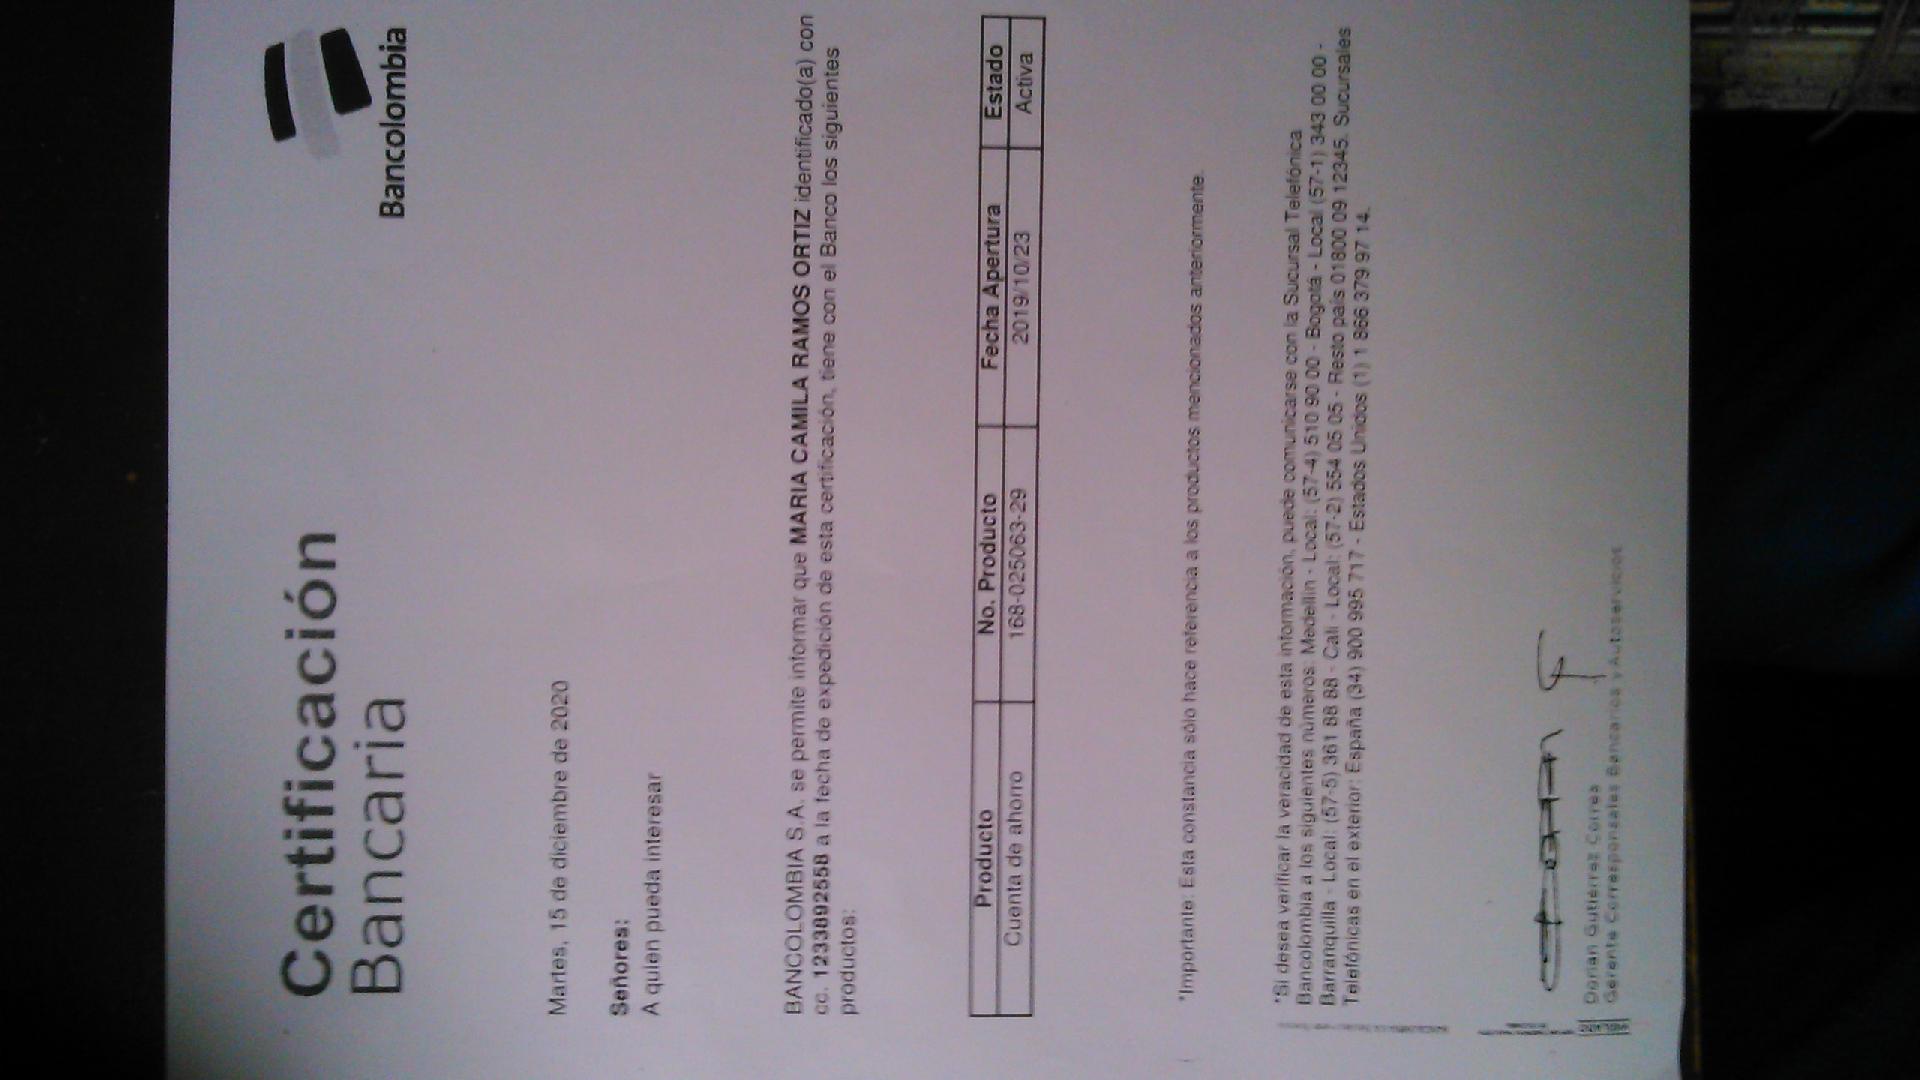 Certificación
Bancaria
Bancolombia
Martes, 15 de diciembre de 2020
Señores:
A quien pueda interesar
BANCOLOMBIA S.A. se permite informar que MARIA CAMILA RAMOS ORTIZ identificado(a) con
cc. 1233892558 a la fecha de expedición de esta certificación, tiene con el Banco los siguientes
productos:
Producto No. Producto Fecha Apertura Estado
Cuenta de ahorro 168-025063-29 2019/10/23 Activa
*Importante: Esta constancia sólo hace referencia a los productos mencionados anteriormente.
*Si desea verificar la veracidad de esta información, puede comunicarse con la Sucursal Telefónica
Bancolombia a los siguientes números: Medellín - Local: (57-4) 510 90 00 - Bogotá - Local (57-1) 343 00 00 -
Barranquilla - Local: (57-5) 361 88 88 - Cali - Local: (57-2) 554 05 05 - Resto país 01800 09 12345. Sucursales
Telefónicas en el exterior: España (34) 900 995 717 - Estados Unidos (1) 1 866 379 97 14.
Dorian Gutiérrez Correa
Gerente Corresponsales Bancarios y Autoservicios